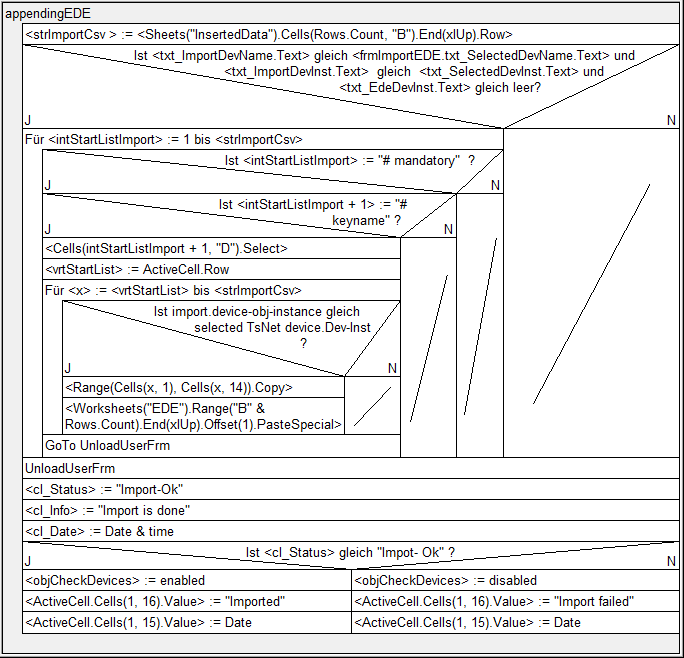 appendingEDE
<strImportCsv > := <Sheets("InsertedData").Cells(Rows.Count, "B").End(xlUp).Row>
Ist <txt_ImportDevName.Text> gleich <frmImportEDE.txt_SelectedDevName.Text> und
<txt_ImportDevInst.Text> gleich <txt_SelectedDevInst.Text> und
<txt_EdeDevInst.Text> gleich leer?
J N
Für <intStartListImport> := 1 bis <strImportCsv>
Ist <intStartListImport> := "# mandatory" ?
J N
Ist <intStartListImport + 1> := "#
keyname" ?
J N
<Cells(intStartListImport + 1, "D").Select>
<vrtStartList> := ActiveCell.Row
Für <x> := <vrtStartList> bis <strImportCsv>
Ist import.device-obj-instance gleich
selected TsNet device.Dev-Inst
?
J N
<Range(Cells(x, 1), Cells(x, 14)).Copy>
<Worksheets("EDE").Range("B" &
Rows.Count).End(xlUp).Offset(1).PasteSpecial>
GoTo UnloadUserFrm
UnloadUserFrm
<cl_Status> := "Import-Ok"
<cl_Info> := "Import is done"
<cl_Date> := Date & time
Ist <cl_Status> gleich "Impot- Ok" ?
J N
<objCheckDevices> := enabled <objCheckDevices> := disabled
<ActiveCell.Cells(1, 16).Value> := "Imported" <ActiveCell.Cells(1, 16).Value> := "Import failed"
<ActiveCell.Cells(1, 15).Value> := Date <ActiveCell.Cells(1, 15).Value> := Date